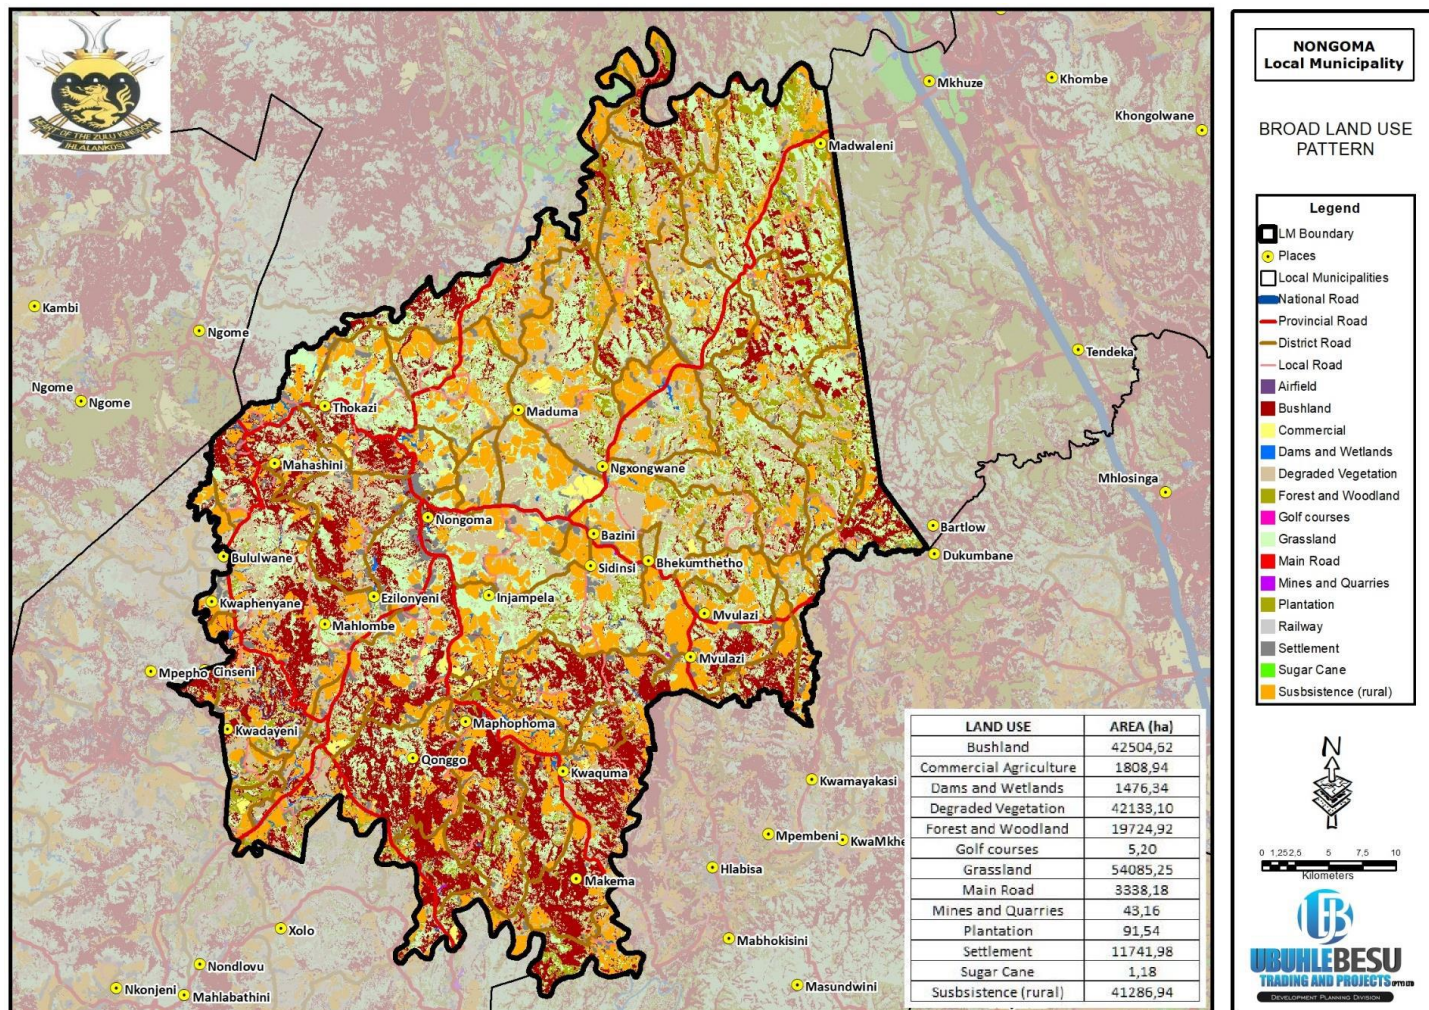 HEART OF THE ZULU KINGDOM
IHLALANKOSI
Mkhuze
Khombe
Khongolwane
Madwaleni
Kambi
Ngome
Ngome
Ngome
Tendeka
Thokazi
Maduma
Mahashini
Ngxongwane
Mhlosinga
Nongoma
Bazini
Bartlow
Dukumbane
Bululwane
Sidinsi
Bhekumthetho
Kwaphenyane
Ezilonyeni
Injampela
Mahlombe
Mvulazi
Mvulazi
Mpepho
Cinseni
Kwadayeni
Maphophoma
Qonggo
Kwaquma
Kwamayakasi
Mpembeni
KwaMkhe
Hlabisa
Makema
Xolo
Mabhokisini
Nondlovu
Nkonjeni
Mahlabathini
Masundwini
LAND USE AREA (ha)
Bushland 42504,62
Commercial Agriculture 1808,94
Dams and Wetlands 1476,34
Degraded Vegetation 42133,10
Forest and Woodland 19724,92
Golf courses 5,20
Grassland 54085,25
Main Road 3338,18
Mines and Quarries 43,16
Plantation 91,54
Settlement 11741,98
Sugar Cane 1,18
Susbsistence (rural) 41286,94
NONGOMA
Local Municipality
BROAD LAND USE
PATTERN
Legend
LM Boundary
Places
Local Municipalities
National Road
Provincial Road
District Road
Local Road
Airfield
Bushland
Commercial
Dams and Wetlands
Degraded Vegetation
Forest and Woodland
Golf courses
Grassland
Main Road
Mines and Quarries
Plantation
Railway
Settlement
Sugar Cane
Susbsistence (rural)
N
0 1,252,5 5 7,5 10
Kilometers
UBUHLEBESU
TRADING AND PROJECTS (PTY) LTD
DEVELOPMENT PLANNING DIVISION